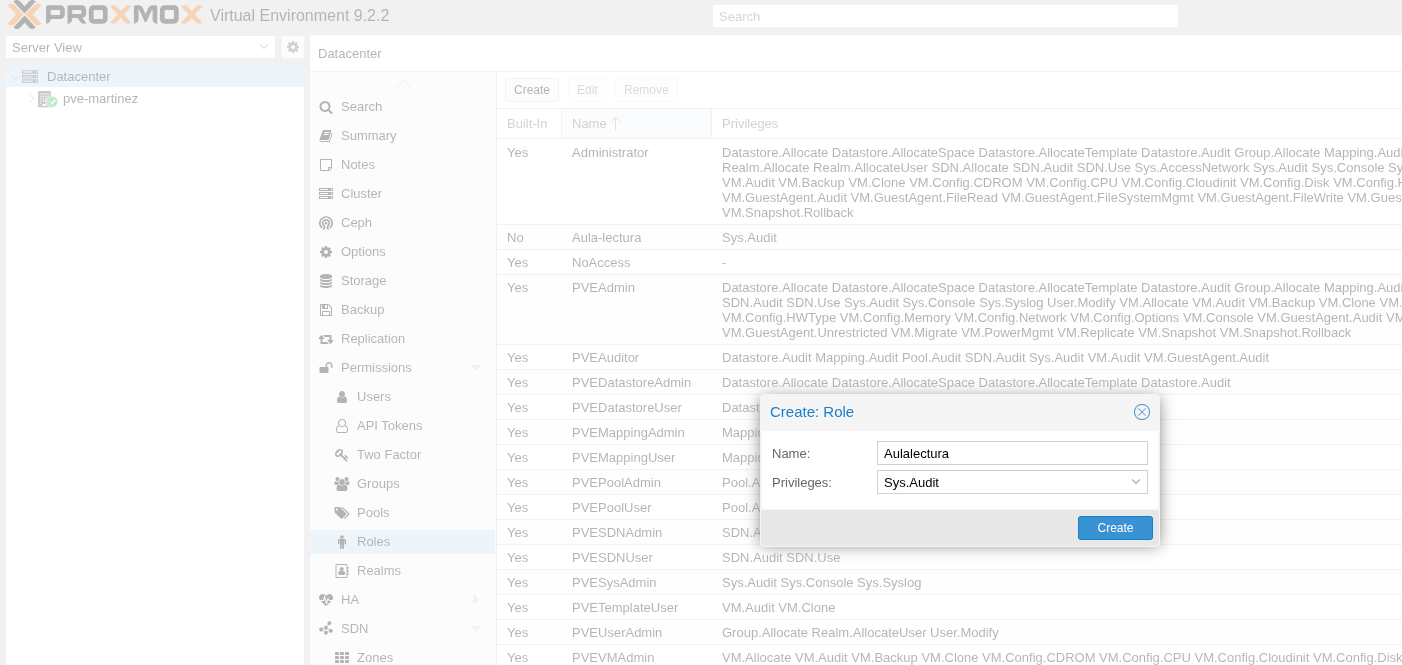 PROXMOX Virtual Environment 9.2.2
Search
Server View
Datacenter
pve-martinez
Datacenter
Search
Summary
Notes
Cluster
Ceph
Options
Storage
Backup
Replication
Permissions
Users
API Tokens
Two Factor
Groups
Pools
Roles
Realms
HA
SDN
Zones
Create Edit Remove
Built-In Name Privileges
Yes Administrator Datastore.Allocate Datastore.AllocateSpace Datastore.AllocateTemplate Datastore.Audit Group.Allocate Mapping.Audi
Realm.Allocate Realm.AllocateUser SDN.Allocate SDN.Audit SDN.Use Sys.AccessNetwork Sys.Audit Sys.Console Sy
VM.Audit VM.Backup VM.Clone VM.Config.CDROM VM.Config.CPU VM.Config.Cloudinit VM.Config.Disk VM.Config.H
VM.GuestAgent.Audit VM.GuestAgent.FileRead VM.GuestAgent.FileSystemMgmt VM.GuestAgent.FileWrite VM.Gues
VM.Snapshot.Rollback
No Aula-lectura Sys.Audit
Yes NoAccess -
Yes PVEAdmin Datastore.Allocate Datastore.AllocateSpace Datastore.AllocateTemplate Datastore.Audit Group.Allocate Mapping.Audi
SDN.Audit SDN.Use Sys.Audit Sys.Console Sys.Syslog User.Modify VM.Allocate VM.Audit VM.Backup VM.Clone VM.
VM.Config.HWType VM.Config.Memory VM.Config.Network VM.Config.Options VM.Console VM.GuestAgent.Audit VM
VM.GuestAgent.Unrestricted VM.Migrate VM.PowerMgmt VM.Replicate VM.Snapshot VM.Snapshot.Rollback
Yes PVEAuditor Datastore.Audit Mapping.Audit Pool.Audit SDN.Audit Sys.Audit VM.Audit VM.GuestAgent.Audit
Yes PVEDatastoreAdmin Datastore.Allocate Datastore.AllocateSpace Datastore.AllocateTemplate Datastore.Audit
Yes PVEDatastoreUser Datast
Yes PVEMappingAdmin Mappin
Yes PVEMappingUser Mappin
Yes PVEPoolAdmin Pool.A
Yes PVEPoolUser Pool.A
Yes PVESDNAdmin SDN.A
Yes PVESDNUser SDN.Audit SDN.Use
Yes PVESysAdmin Sys.Audit Sys.Console Sys.Syslog
Yes PVETemplateUser VM.Audit VM.Clone
Yes PVEUserAdmin Group.Allocate Realm.AllocateUser User.Modify
Yes PVEVMAdmin VM.Allocate VM.Audit VM.Backup VM.Clone VM.Config.CDROM VM.Config.CPU VM.Config.Cloudinit VM.Config.Disk
Create: Role
Name: Aulalectura
Privileges: Sys.Audit
Create